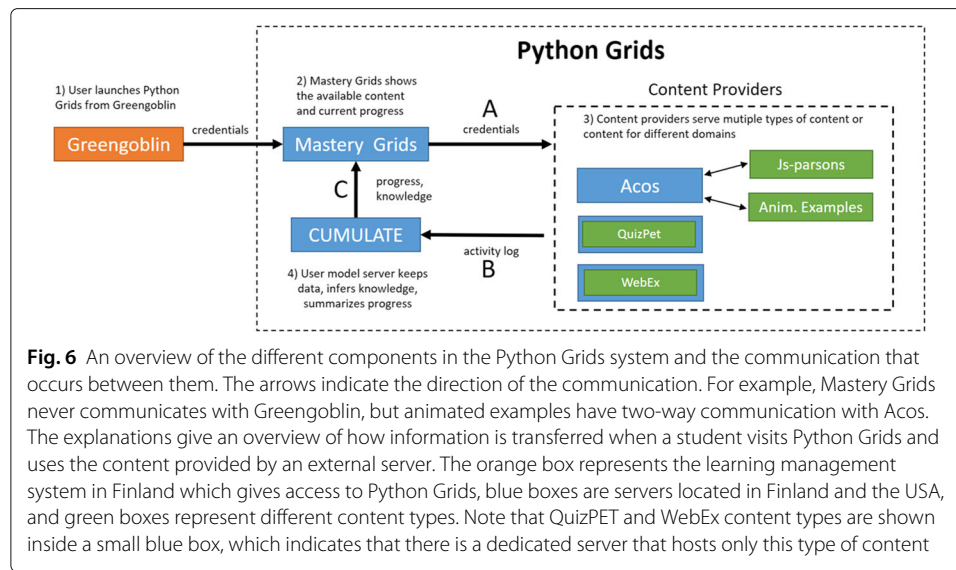 Python Grids
1) User launches Python
Grids from Greengoblin
2) Mastery Grids shows
the available content
and current progress
A
Content Providers
credentials
credentials
3) Content providers serve mutiple types of content or
content for different domains
Greengoblin
Mastery Grids
Js-parsons
Acos
C
progress,
knowledge
Anim. Examples
CUMULATE
QuizPet
activity log
B
4) User model server keeps
data, infers knowledge,
summarizes progress
WebEx
Fig. 6 An overview of the different components in the Python Grids system and the communication that
occurs between them. The arrows indicate the direction of the communication. For example, Mastery Grids
never communicates with Greengoblin, but animated examples have two-way communication with Acos.
The explanations give an overview of how information is transferred when a student visits Python Grids and
uses the content provided by an external server. The orange box represents the learning management
system in Finland which gives access to Python Grids, blue boxes are servers located in Finland and the USA,
and green boxes represent different content types. Note that QuizPET and WebEx content types are shown
inside a small blue box, which indicates that there is a dedicated server that hosts only this type of content